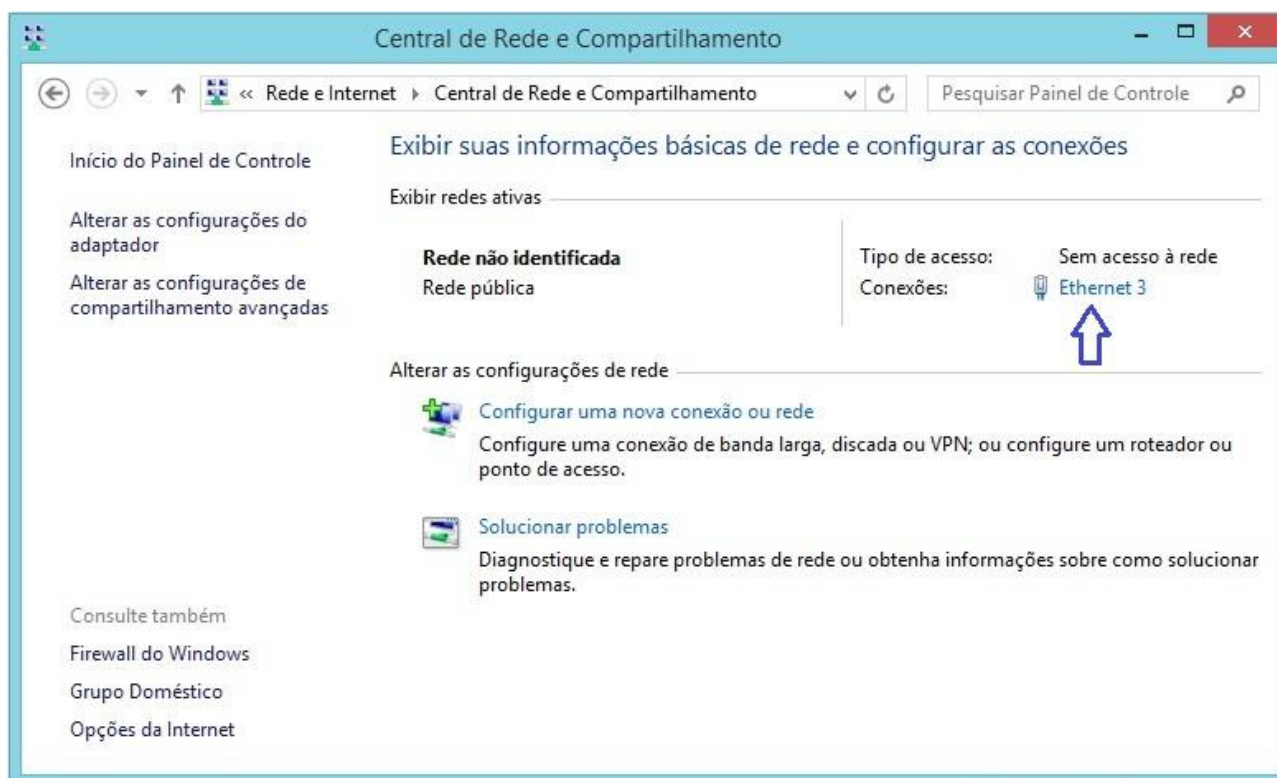 Central de Rede e Compartilhamento
« Rede e Internet Central de Rede e Compartilhamento
Pesquisar Painel de Controle
Início do Painel de Controle
Alterar as configurações do
adaptador
Alterar as configurações de
compartilhamento avançadas
Exibir suas informações básicas de rede e configurar as conexões
Exibir redes ativas
Rede não identificada
Rede pública
Tipo de acesso: Sem acesso à rede
Conexões: Ethernet 3
Alterar as configurações de rede
Configurar uma nova conexão ou rede
Configure uma conexão de banda larga, discada ou VPN; ou configure um roteador ou
ponto de acesso.
Solucionar problemas
Diagnostique e repare problemas de rede ou obtenha informações sobre como solucionar
problemas.
Consulte também
Firewall do Windows
Grupo Doméstico
Opções da Internet